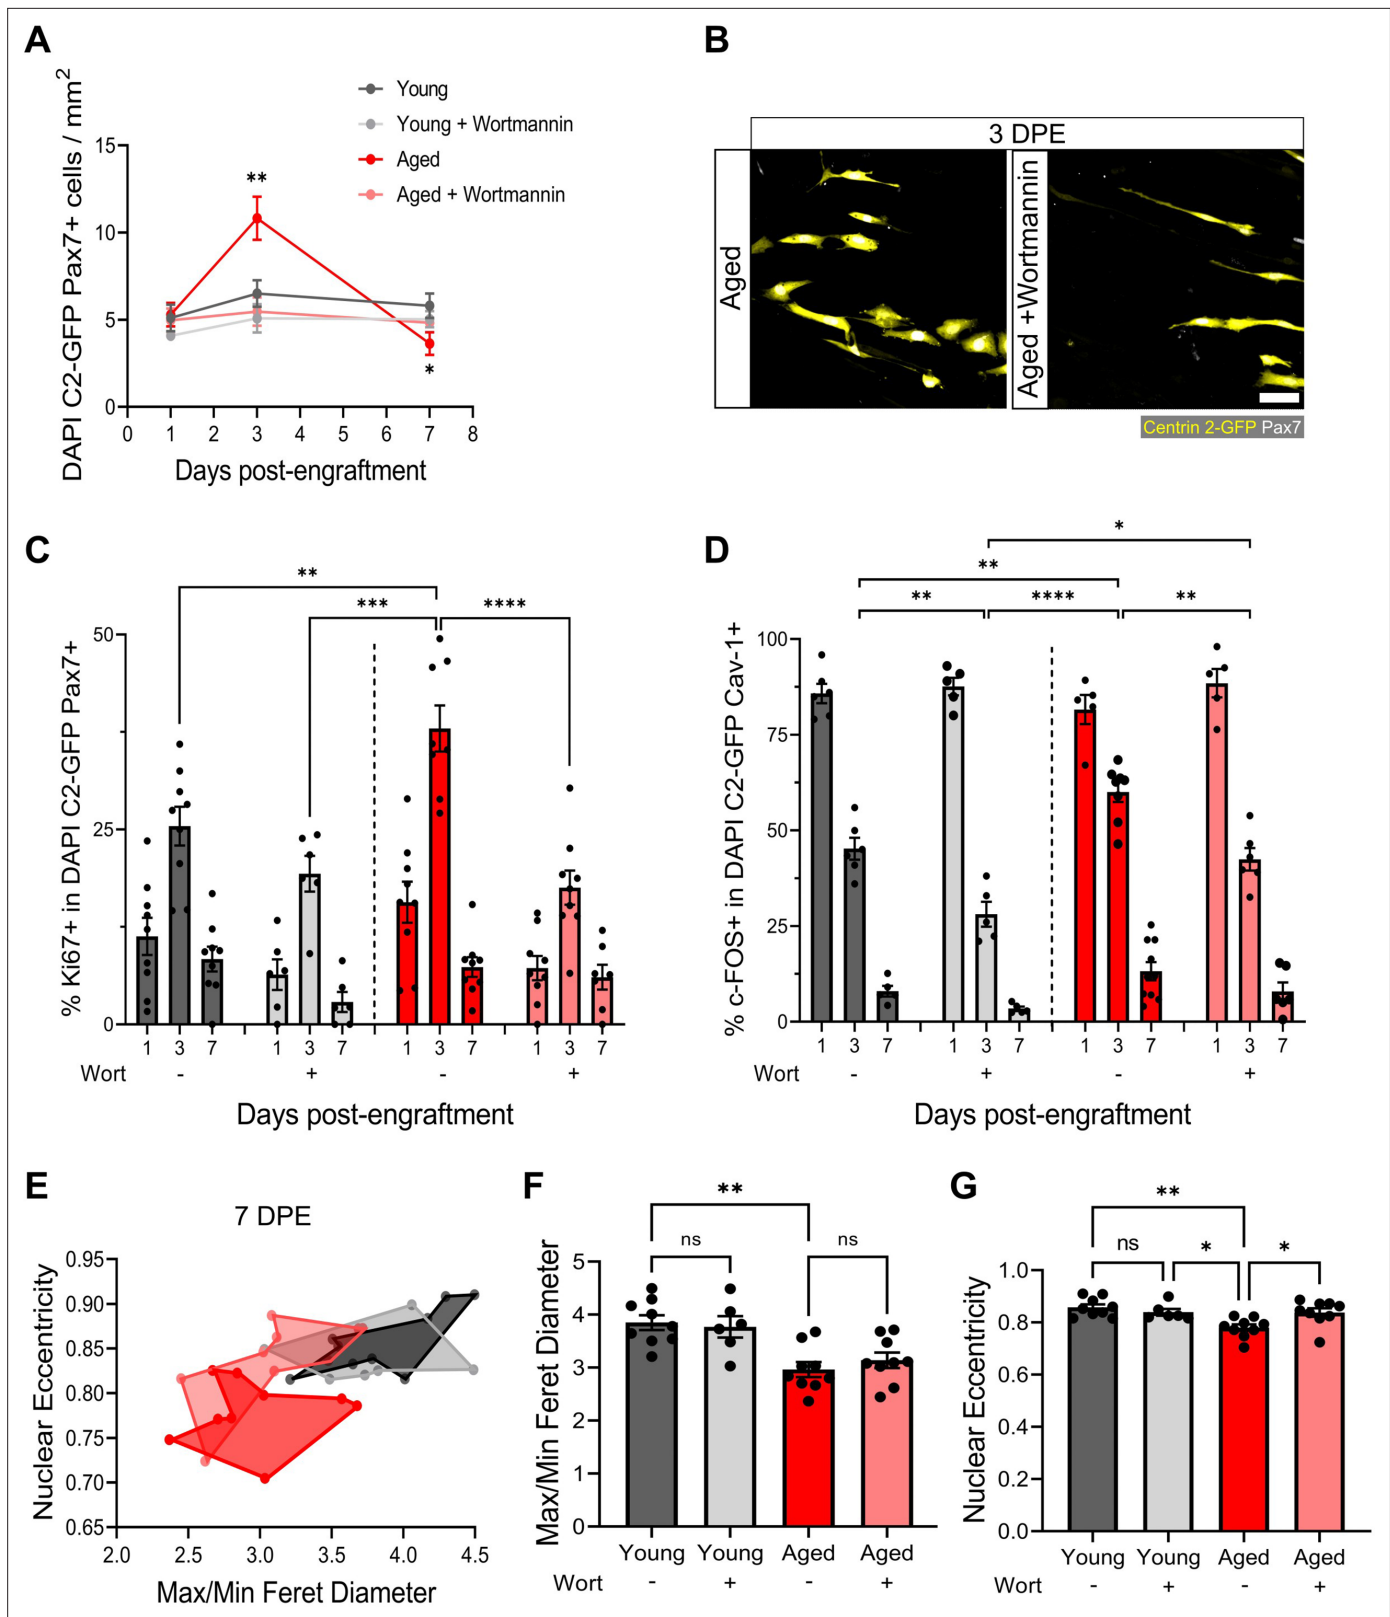 A
DAPI C2-GFP Pax7+ cells / mm²
Young
Young + Wortmannin
Aged
Aged + Wortmannin
15
10
5
0
**
*
0 1 2 3 4 5 6 7 8
Days post-engraftment
B
3 DPE
Aged
Aged +Wortmannin
Centrin 2-GFP Pax7
C
% Ki67+ in DAPI C2-GFP Pax7+
**
*** ****
50
25
0
1 3 7 1 3 7 1 3 7 1 3 7
Wort - + - +
Days post-engraftment
D
% c-FOS+ in DAPI C2-GFP Cav-1+
*
**
** **** **
100
75
50
25
0
1 3 7 1 3 7 1 3 7 1 3 7
Wort - + - +
Days post-engraftment
E
7 DPE
Nuclear Eccentricity
0.95
0.90
0.85
0.80
0.75
0.70
0.65
2.0 2.5 3.0 3.5 4.0 4.5
Max/Min Feret Diameter
F
Max/Min Feret Diameter
**
ns ns
5
4
3
2
1
0
Young Young Aged Aged
Wort - + - +
G
Nuclear Eccentricity
**
ns * *
1.0
0.8
0.6
0.4
0.2
0.0
Young Young Aged Aged
Wort - + - +